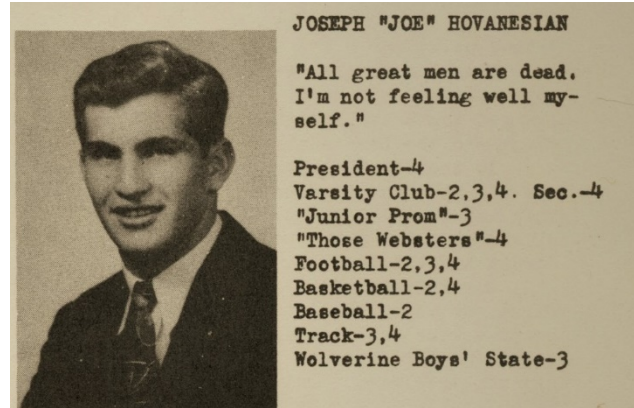 JOSEPH "JOE" HOVANESIAN
"All great men are dead.
I'm not feeling well my-
self."
President-4
Varsity Club-2,3,4. Sec.-4
"Junior Prom"-3
"Those Websters"-4
Football-2,3,4
Basketball-2,4
Baseball-2
Track-3,4
Wolverine Boys' State-3